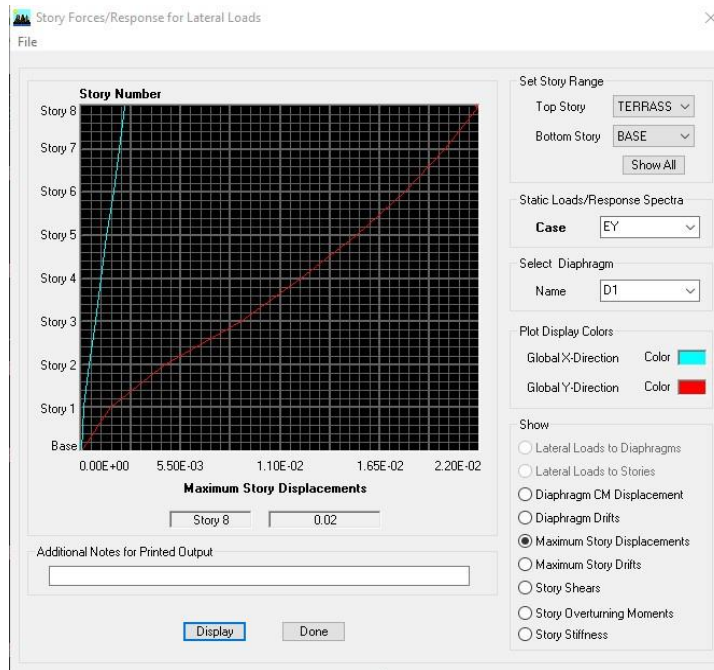 Story Forces/Response for Lateral Loads
File
Story Number
Story 8
Story 7
Story 6
Story 5
Story 4
Story 3
Story 2
Story 1
Base
0.00E+00 5.50E-03 1.10E-02 1.65E-02 2.20E-02
Maximum Story Displacements
Story 8 0.02
Additional Notes for Printed Output
Display Done
Set Story Range
Top Story TERRASS
Bottom Story BASE
Show All
Static Loads/Response Spectra
Case EY
Select Diaphragm
Name D1
Plot Display Colors
Global X-Direction Color
Global Y-Direction Color
Show
Lateral Loads to Diaphragms
Lateral Loads to Stories
Diaphragm CM Displacement
Diaphragm Drifts
Maximum Story Displacements
Maximum Story Drifts
Story Shears
Story Overturning Moments
Story Stiffness